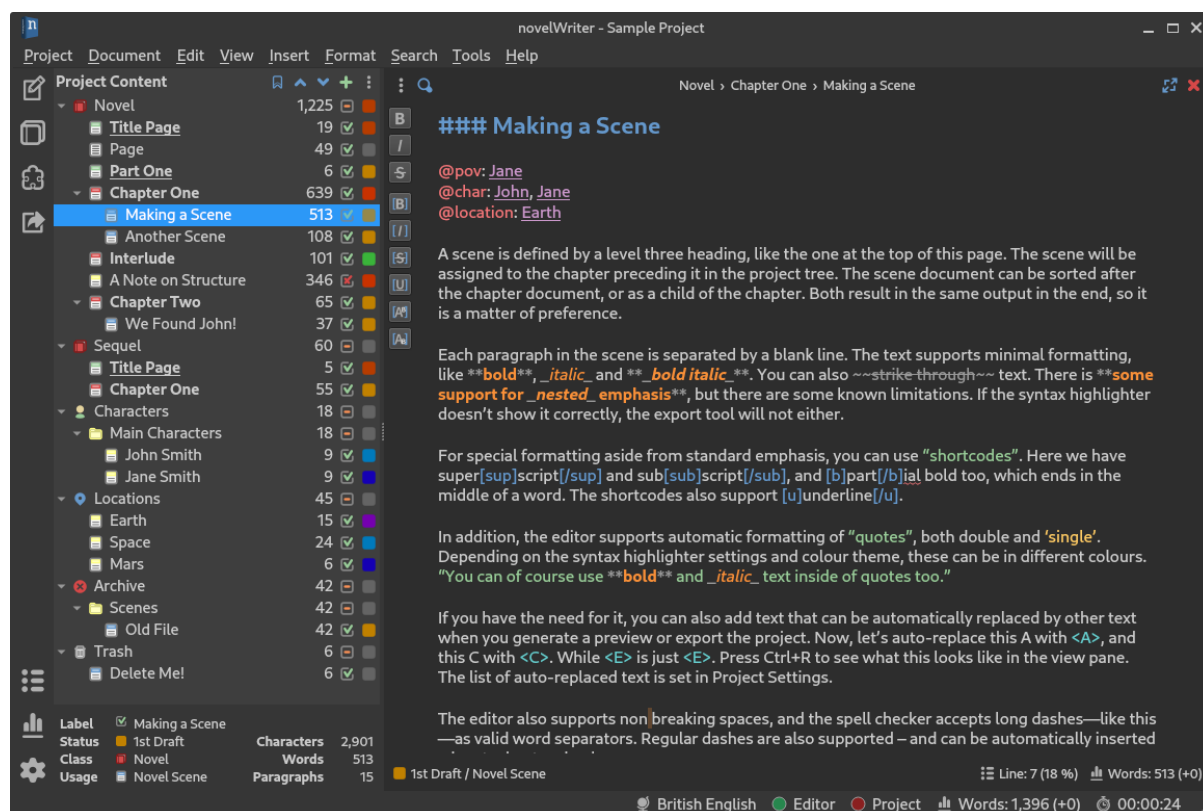 novelWriter - Sample Project
Project Document Edit View Insert Format Search Tools Help
Project Content
Novel 1,225
Title Page 19
Page 49
Part One 6
Chapter One 639
Making a Scene 513
Another Scene 108
Interlude 101
A Note on Structure 346
Chapter Two 65
We Found John! 37
Sequel 60
Title Page 5
Chapter One 55
Characters 18
Main Characters 18
John Smith 9
Jane Smith 9
Locations 45
Earth 15
Space 24
Mars 6
Archive 42
Scenes 42
Old File 42
Trash 6
Delete Me! 6
Label Making a Scene
Status 1st Draft Characters 2,901
Class Novel Words 513
Usage Novel Scene Paragraphs 15
Novel › Chapter One › Making a Scene
B
I
S
[B]
[I]
[S]
[U]
[A]
[A]
### Making a Scene
@pov: Jane
@char: John, Jane
@location: Earth
A scene is defined by a level three heading, like the one at the top of this page. The scene will be
assigned to the chapter preceding it in the project tree. The scene document can be sorted after
the chapter document, or as a child of the chapter. Both result in the same output in the end, so it
is a matter of preference.
Each paragraph in the scene is separated by a blank line. The text supports minimal formatting,
like **bold**, _italic_ and **_bold italic_**. You can also ~~strike through~~ text. There is **some
support for _nested_ emphasis**, but there are some known limitations. If the syntax highlighter
doesn’t show it correctly, the export tool will not either.
For special formatting aside from standard emphasis, you can use “shortcodes”. Here we have
super[sup]script[/sup] and sub[sub]script[/sub], and [b]part[/b]ial bold too, which ends in the
middle of a word. The shortcodes also support [u]underline[/u].
In addition, the editor supports automatic formatting of “quotes”, both double and ‘single’.
Depending on the syntax highlighter settings and colour theme, these can be in different colours.
“You can of course use **bold** and _italic_ text inside of quotes too.”
If you have the need for it, you can also add text that can be automatically replaced by other text
when you generate a preview or export the project. Now, let’s auto-replace this A with <A>, and
this C with <C>. While <E> is just <E>. Press Ctrl+R to see what this looks like in the view pane.
The list of auto-replaced text is set in Project Settings.
The editor also supports non breaking spaces, and the spell checker accepts long dashes—like this
—as valid word separators. Regular dashes are also supported – and can be automatically inserted
1st Draft / Novel Scene Line: 7 (18 %) Words: 513 (+0)
British English Editor Project Words: 1,396 (+0) 00:00:24